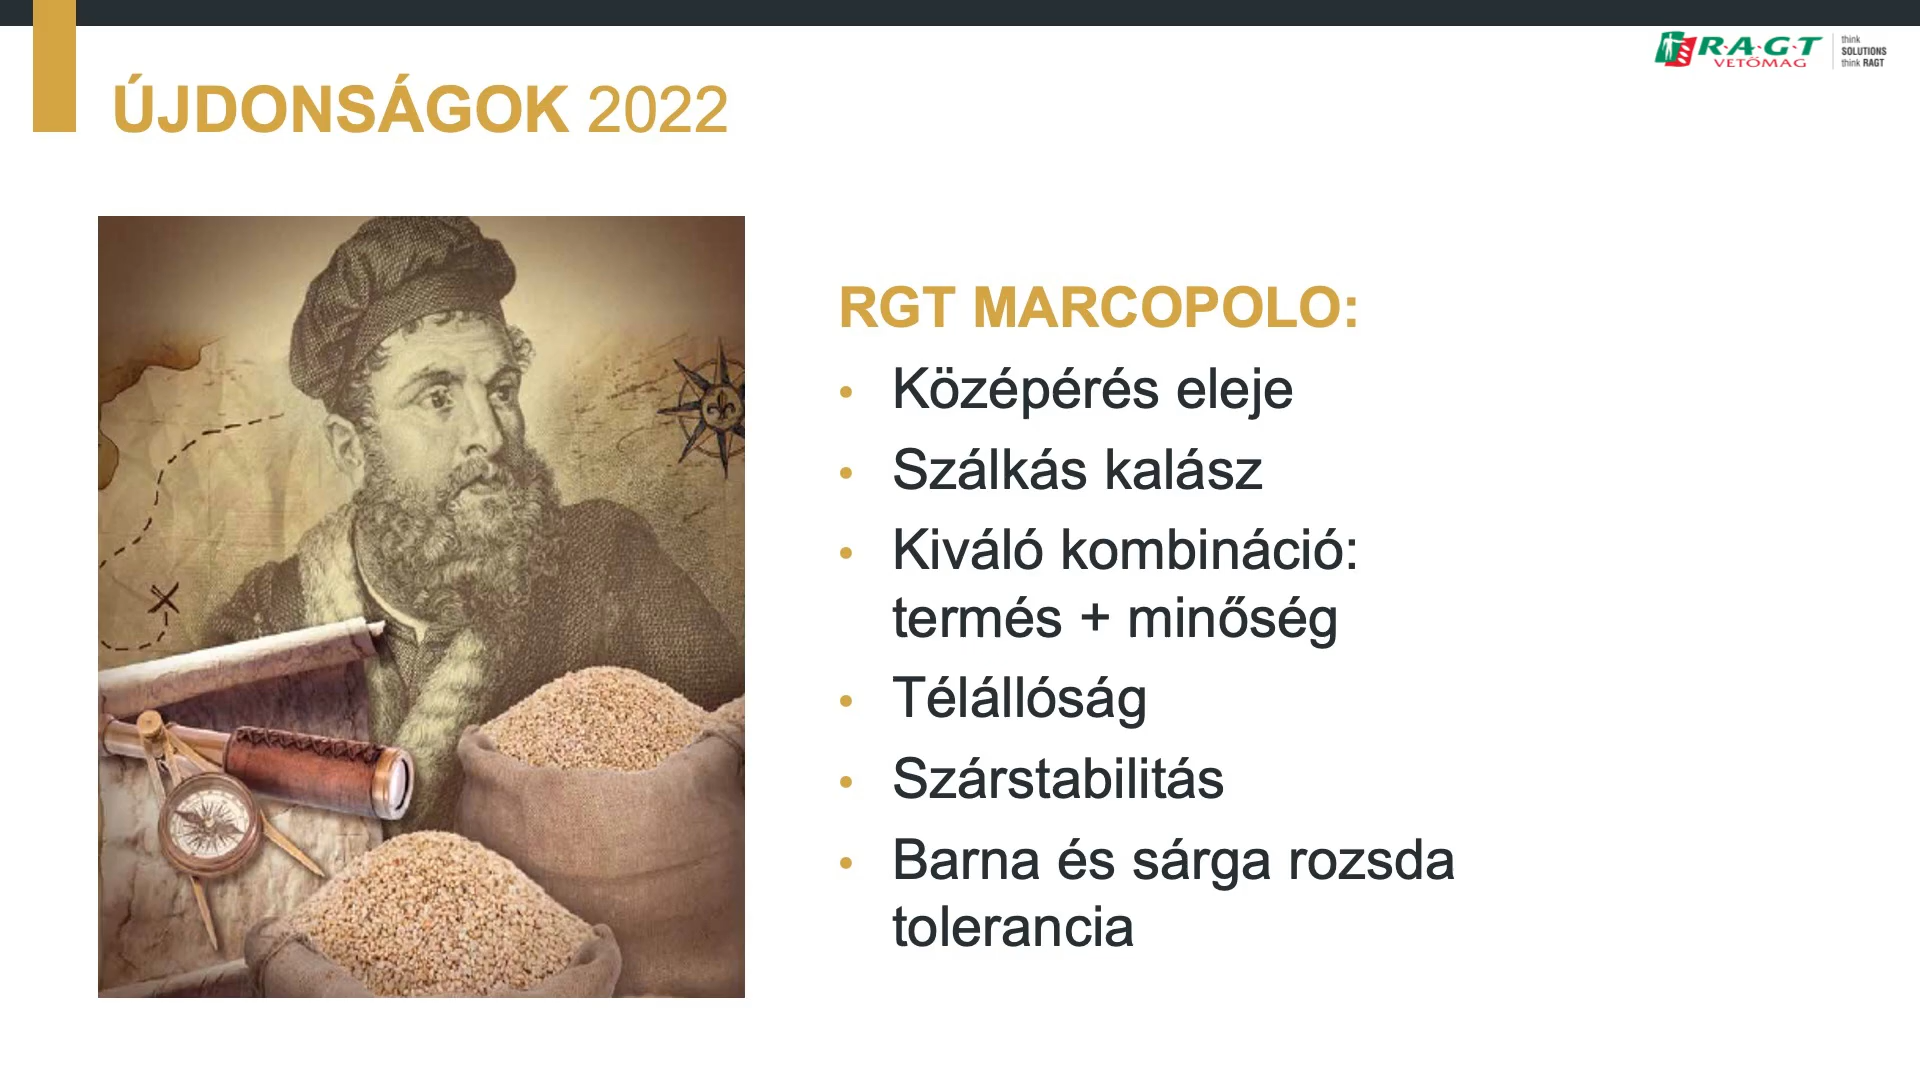 R·A·G·T
VETŐMAG
think
SOLUTIONS
think RAGT
ÚJDONSÁGOK 2022
RGT MARCOPOLO:
• Középérés eleje
• Szálkás kalász
• Kiváló kombináció:
termés + minőség
• Télállóság
• Szárstabilitás
• Barna és sárga rozsda
tolerancia